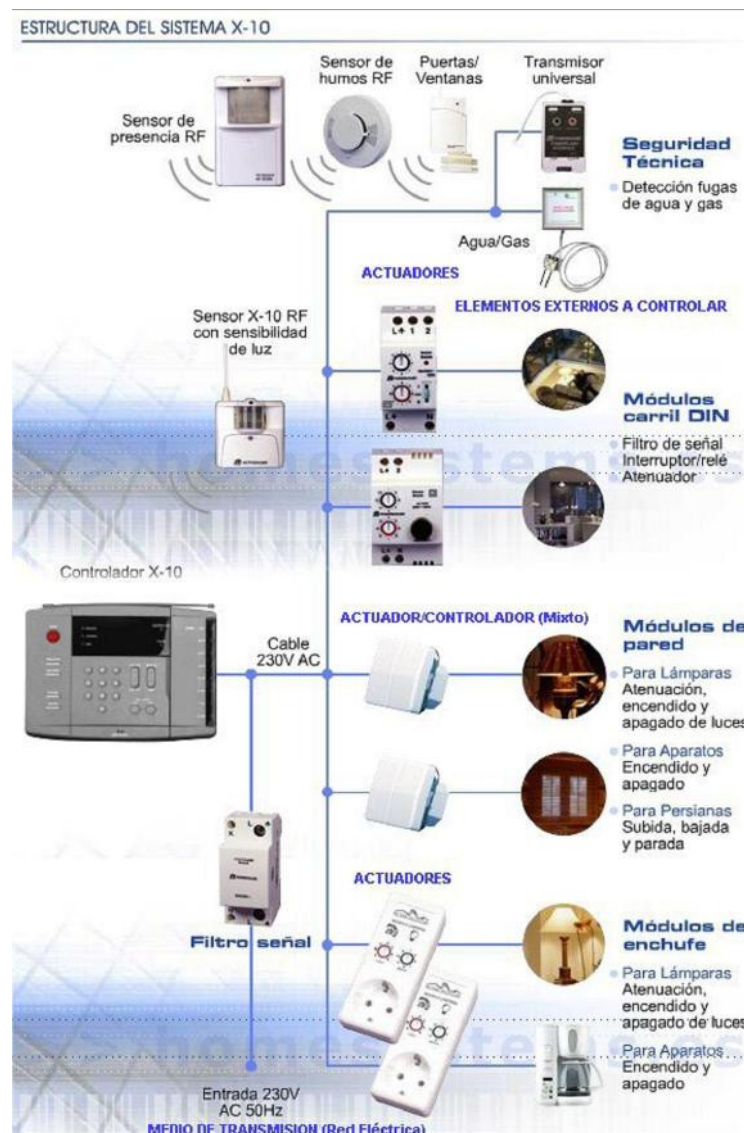 ESTRUCTURA DEL SISTEMA X-10
Sensor de
presencia RF
Sensor de
humos RF
Puertas/
Ventanas
Transmisor
universal
Seguridad
Técnica
Detección fugas
de agua y gas
Agua/Gas
ACTUADORES
ELEMENTOS EXTERNOS A CONTROLAR
Sensor X-10 RF
con sensibilidad
de luz
L↑ 1 2
L↑ N
Módulos
carril DIN
Filtro de señal
Interruptor/relé
Atenuador
Controlador X-10
Cable
230V AC
ACTUADOR/CONTROLADOR (Mixto)
Módulos de
pared
Para Lámparas
Atenuación,
encendido y
apagado de luces
Para Aparatos
Encendido y
apagado
Para Persianas
Subida, bajada
y parada
Filtro señal
ACTUADORES
Módulos de
enchufe
Para Lámparas
Atenuación,
encendido y
apagado de luces
Para Aparatos
Encendido y
apagado
Entrada 230V
AC 50Hz
MEDIO DE TRANSMISION (Red Eléctrica)